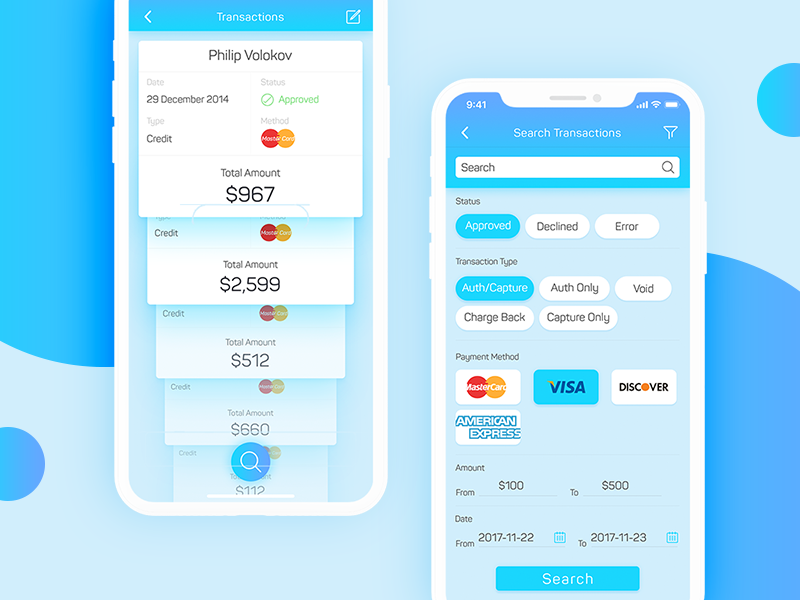 Transactions
Philip Volokov
Date
Status
29 December 2014
Approved
Type
Method
Credit
MasterCard
Total Amount
$967
Type
Credit
MasterCard
Total Amount
$2,599
Credit
MasterCard
Total Amount
$512
Credit
MasterCard
Total Amount
$660
Credit
Total Amount
$112
9:41
Search Transactions
Search
Status
Approved
Declined
Error
Transaction Type
Auth/Capture
Auth Only
Void
Charge Back
Capture Only
Payment Method
MasterCard
VISA
DISCOVER
AMERICAN
EXPRESS
Amount
From $100 To $500
Date
From 2017-11-22 To 2017-11-23
Search